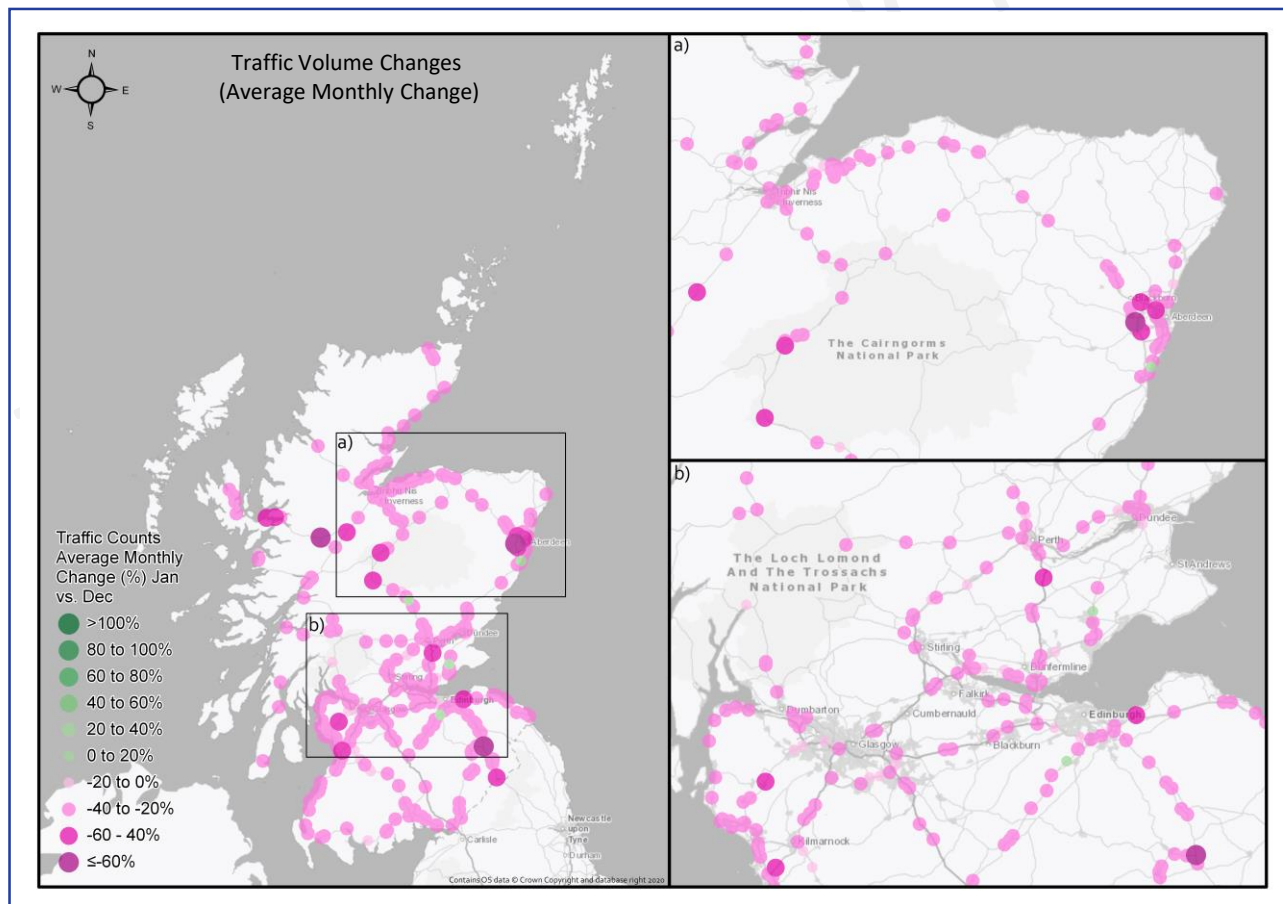 N
W
E
S
Traffic Volume Changes
(Average Monthly Change)
a)
Inverness
Aberdeen
b)
Perth
Dundee
Stirling
Edinburgh
Carlisle
Newcastle
upon
Tyne
Durham
Traffic Counts
Average Monthly
Change (%) Jan
vs. Dec
>100%
80 to 100%
60 to 80%
40 to 60%
20 to 40%
0 to 20%
-20 to 0%
-40 to -20%
-60 - 40%
≤-60%
Contains OS data © Crown Copyright and database right 2020
a)
Inbhir Nis
Inverness
Blackburn
Aberdeen
The Cairngorms
National Park
b)
The Loch Lomond
And The Trossachs
National Park
Dundee
Perth
St Andrews
Stirling
Dunfermline
Falkirk
Dumbarton
Cumbernauld
Edinburgh
Glasgow
Blackburn
Kilmarnock